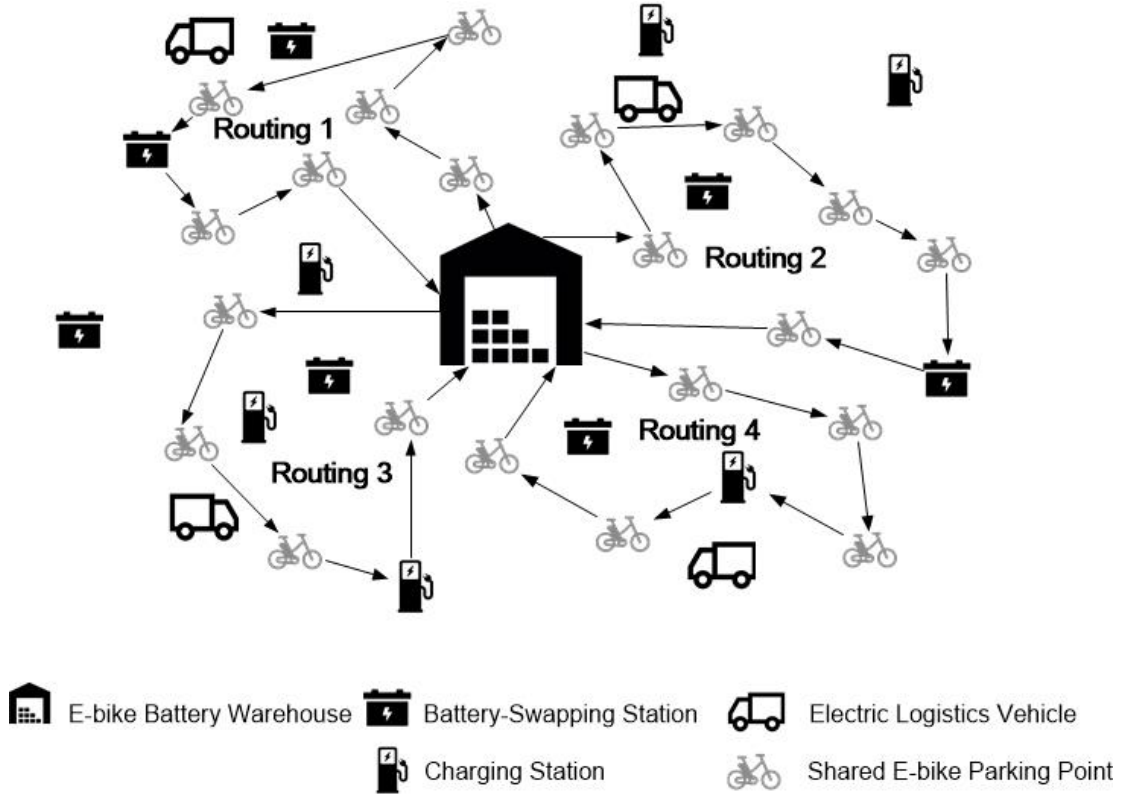 Routing 1
Routing 2
Routing 3
Routing 4
E-bike Battery Warehouse
Battery-Swapping Station
Electric Logistics Vehicle
Charging Station
Shared E-bike Parking Point